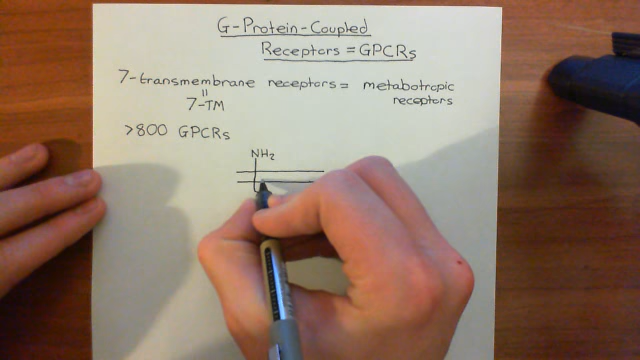 G-Protein-Coupled
Receptors = GPCRs
7-transmembrane receptors = metabotropic
receptors
=
7-TM
>800 GPCRs
NH₂